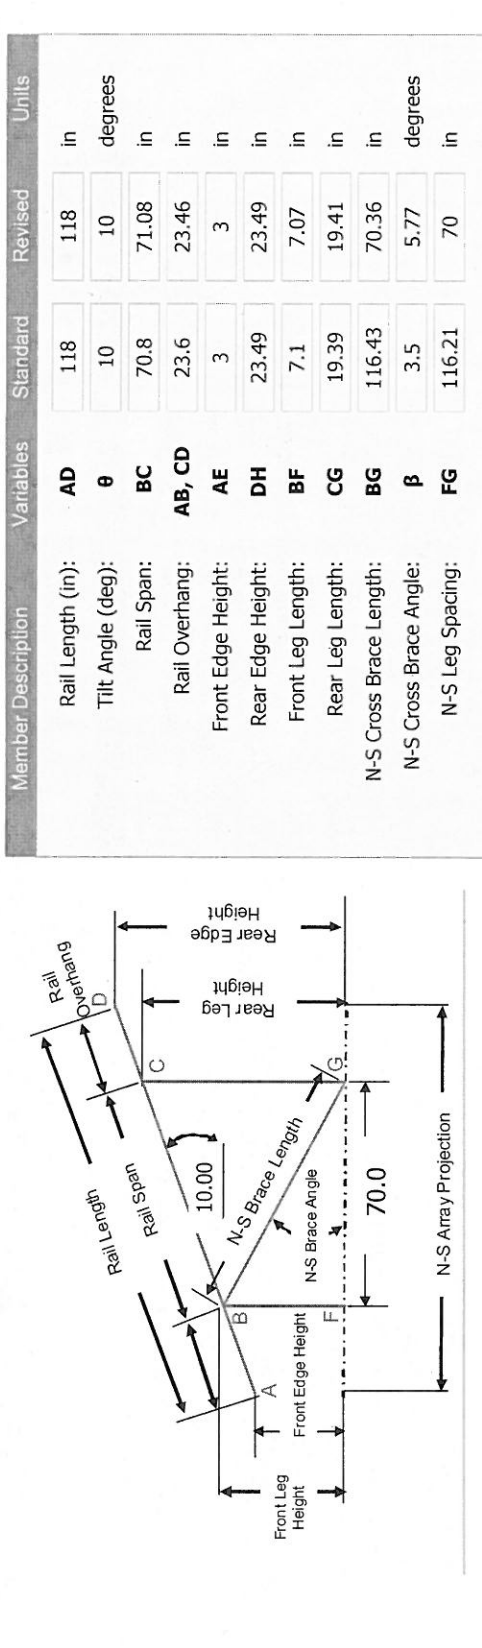 Member Description Variables Standard Revised Units
Rail Length (in): AD 118 118 in
Tilt Angle (deg): θ 10 10 degrees
Rail Span: BC 70.8 71.08 in
Rail Overhang: AB, CD 23.6 23.46 in
Front Edge Height: AE 3 3 in
Rear Edge Height: DH 23.49 23.49 in
Front Leg Length: BF 7.1 7.07 in
Rear Leg Length: CG 19.39 19.41 in
N-S Cross Brace Length: BG 116.43 70.36 in
N-S Cross Brace Angle: β 3.5 5.77 degrees
N-S Leg Spacing: FG 116.21 70 in
Rail Length
Rail Span
Rail
Overhang
D
C
10.00
B
A
N-S Brace Length
N-S Brace Angle
G
F
70.0
Front Leg
Height
Front Edge Height
Rear Leg
Height
Rear Edge
Height
N-S Array Projection